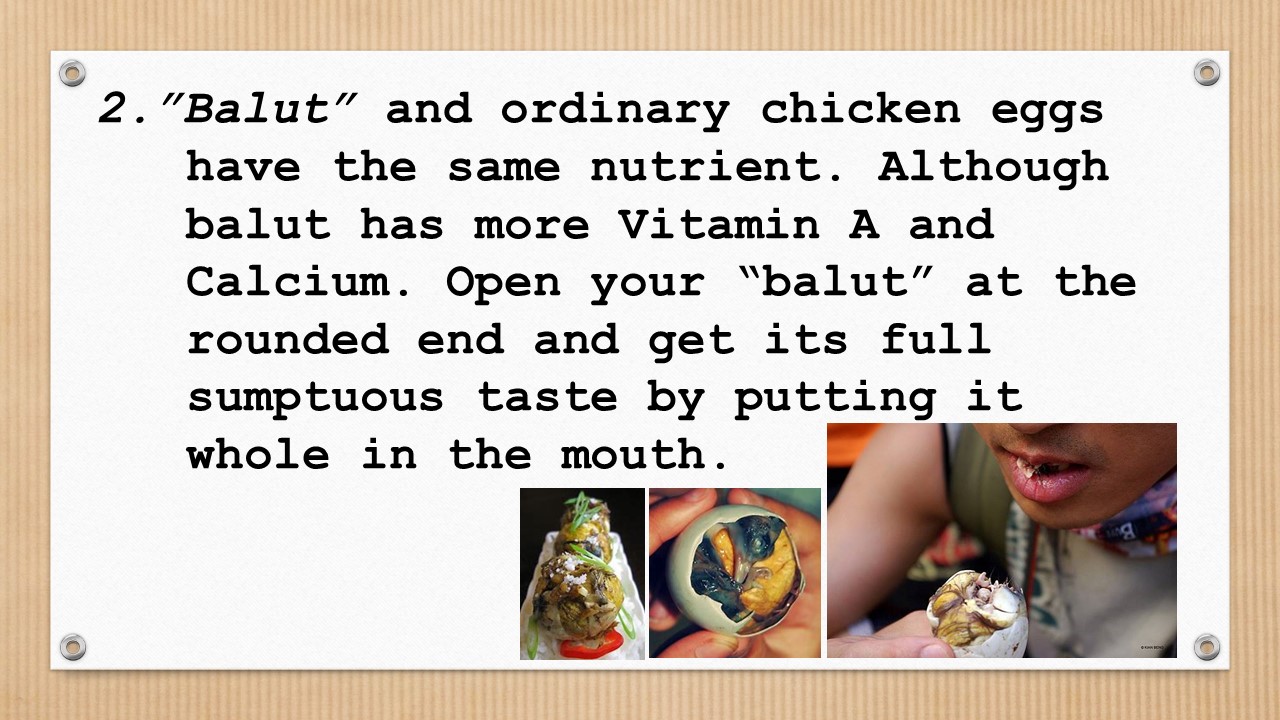 2.”Balut” and ordinary chicken eggs
have the same nutrient. Although
balut has more Vitamin A and
Calcium. Open your “balut” at the
rounded end and get its full
sumptuous taste by putting it
whole in the mouth.